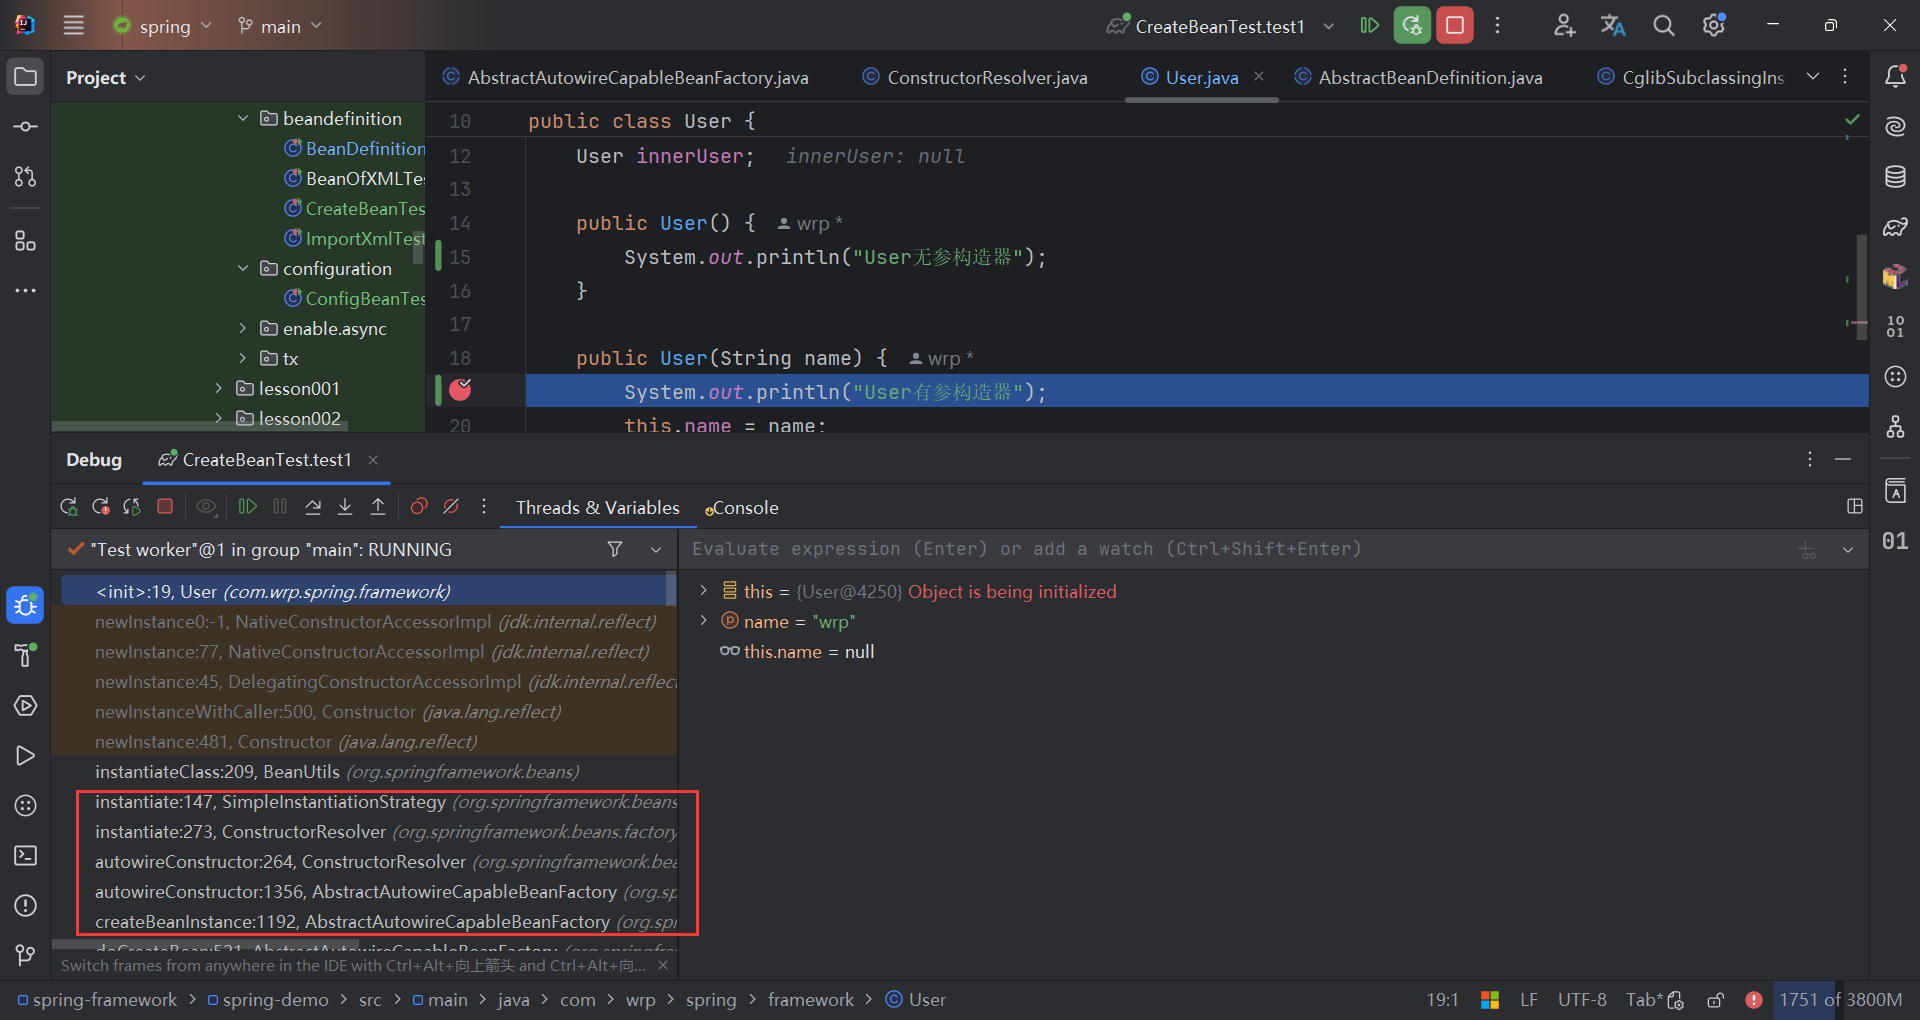 spring
main
CreateBeanTest.test1
Project
AbstractAutowireCapableBeanFactory.java
ConstructorResolver.java
User.java
AbstractBeanDefinition.java
CglibSubclassingIns
beandefinition
BeanDefinition
BeanOfXMLTe
CreateBeanTes
ImportXmlTest
configuration
ConfigBeanTes
enable.async
tx
lesson001
lesson002
10 public class User {
12 User innerUser; innerUser: null
13
14 public User() { wrp *
15 System.out.println("User无参构造器");
16 }
17
18 public User(String name) { wrp *
System.out.println("User有参构造器");
20 this.name = name;
Debug
CreateBeanTest.test1
Threads & Variables
Console
"Test worker"@1 in group "main": RUNNING
Evaluate expression (Enter) or add a watch (Ctrl+Shift+Enter)
<init>:19, User (com.wrp.spring.framework)
newInstance0:-1, NativeConstructorAccessorImpl (jdk.internal.reflect)
newInstance:77, NativeConstructorAccessorImpl (jdk.internal.reflect)
newInstance:45, DelegatingConstructorAccessorImpl (jdk.internal.reflect
newInstanceWithCaller:500, Constructor (java.lang.reflect)
newInstance:481, Constructor (java.lang.reflect)
instantiateClass:209, BeanUtils (org.springframework.beans)
instantiate:147, SimpleInstantiationStrategy (org.springframework.beans
instantiate:273, ConstructorResolver (org.springframework.beans.factory
autowireConstructor:264, ConstructorResolver (org.springframework.bea
autowireConstructor:1356, AbstractAutowireCapableBeanFactory (org.sp
createBeanInstance:1192, AbstractAutowireCapableBeanFactory (org.spr
doCreateBean:521, AbstractAutowireCapableBeanFactory (org.springfra
this = {User@4250} Object is being initialized
name = "wrp"
this.name = null
Switch frames from anywhere in the IDE with Ctrl+Alt+向上箭头 and Ctrl+Alt+向...
spring-framework > spring-demo > src > main > java > com > wrp > spring > framework > User
19:1
LF
UTF-8
Tab*
1751 of 3800M
10
01
A
01